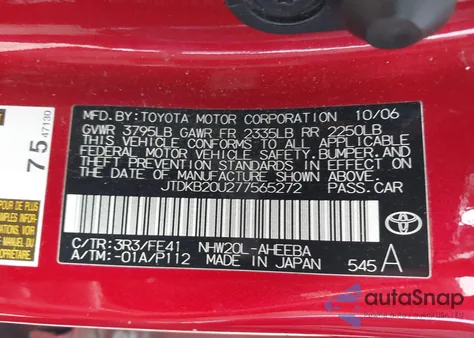 MFD. BY: TOYOTA MOTOR CORPORATION 10/06
GVWR 3795LB GAWR FR 2335LB RR 2250LB
THIS VEHICLE CONFORMS TO ALL APPLICABLE
FEDERAL MOTOR VEHICLE SAFETY, BUMPER, AND
THEFT PREVENTION STANDARDS IN EFFECT ON
THE DATE OF MANUFACTURE SHOWN ABOVE.
JTDKB20U277565272 PASS. CAR
C/TR: 3R3/FE41 NHW20L-AHEEBA
A/TM: -01A/P112 MADE IN JAPAN 545 A
TOYOTA
75 47130
autoSnap